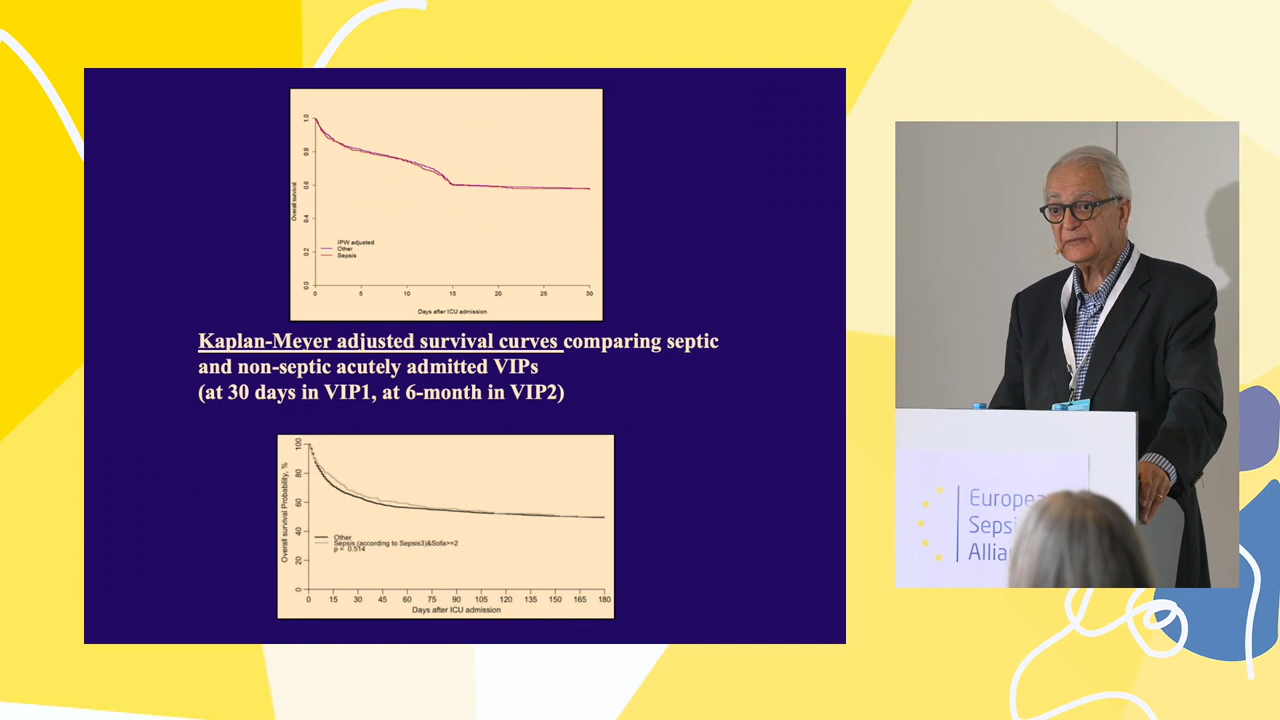 1.0
0.8
0.6
0.4
0.2
0.0
Overall survival
IPW adjusted
Other
Sepsis
0 5 10 15 20 25 30
Days after ICU admission
Kaplan-Meyer adjusted survival curves comparing septic
and non-septic acutely admitted VIPs
(at 30 days in VIP1, at 6-month in VIP2)
100
80
60
40
20
0
Overall survival Probability, %
Other
Sepsis (according to Sepsis3)&Sofa>=2
p = 0.514
0 15 30 45 60 75 90 105 120 135 150 165 180
Days after ICU admission